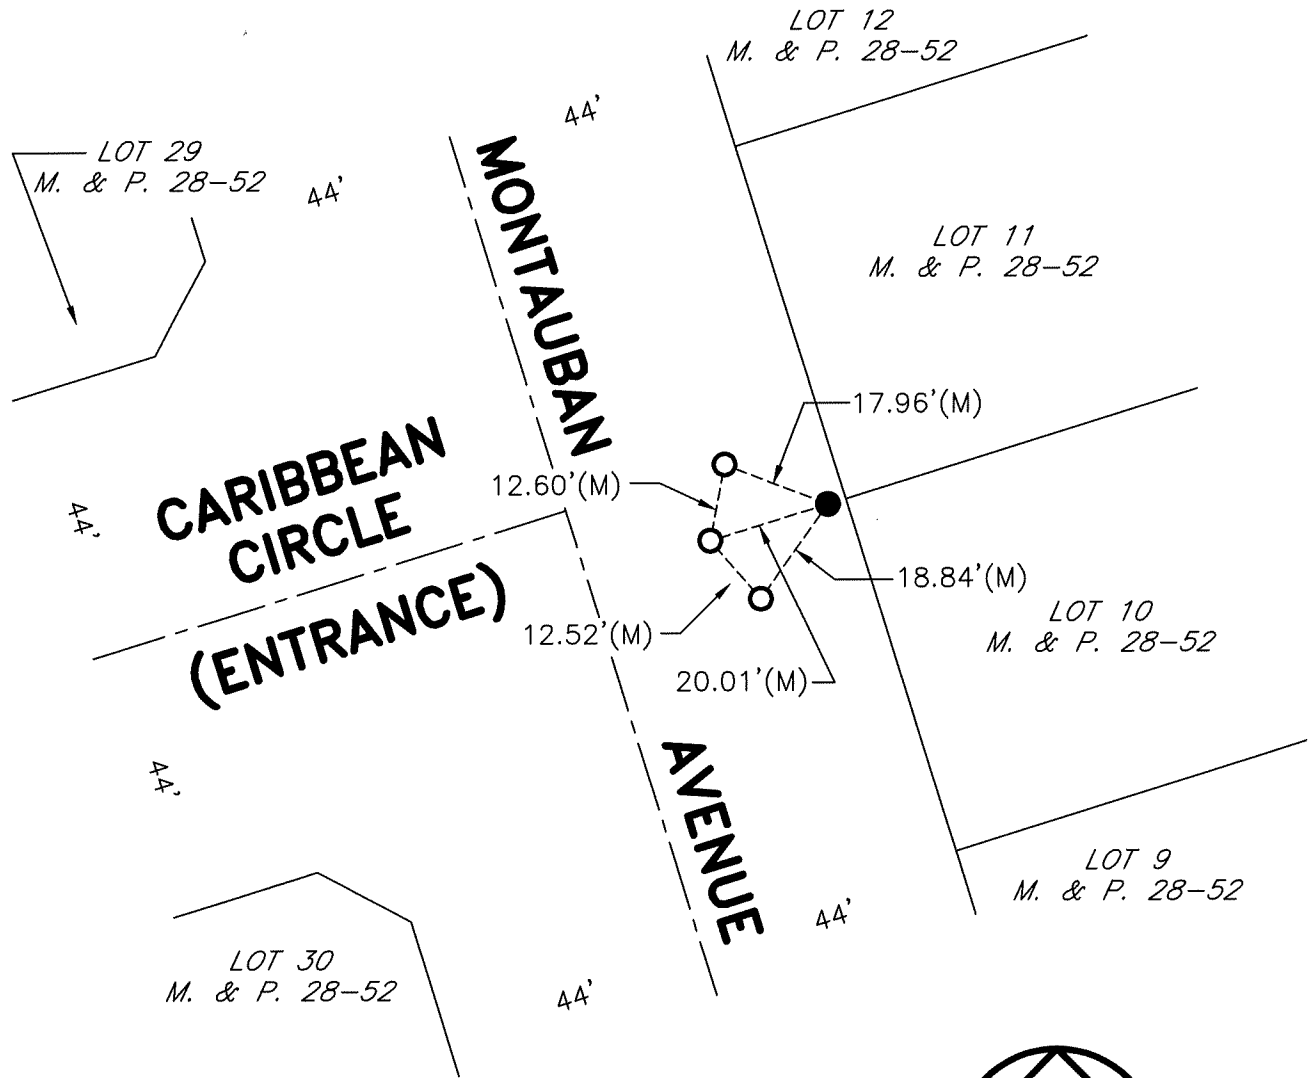 LOT 12
M. & P. 28-52
44'
LOT 29
M. & P. 28-52
44'
MONTAUBAN
LOT 11
M. & P. 28-52
17.96'(M)
CARIBBEAN
CIRCLE
(ENTRANCE)
44'
12.60'(M)
18.84'(M)
12.52'(M)
20.01'(M)
LOT 10
M. & P. 28-52
44'
AVENUE
LOT 9
M. & P. 28-52
44'
LOT 30
M. & P. 28-52
44'